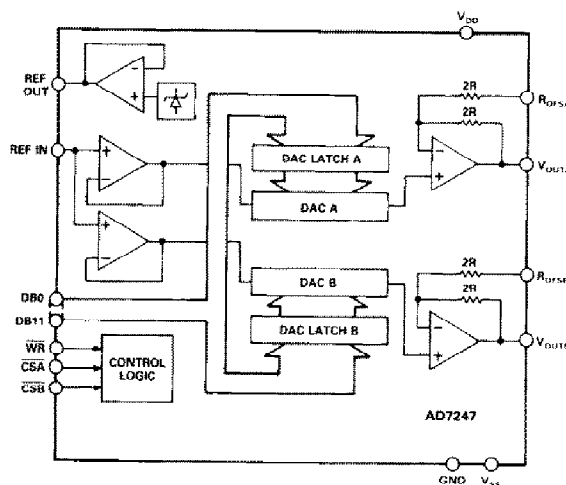 VDD
REF
OUT
REF IN
2R
2R
ROFSA
DAC LATCH A
VOUTA
DAC A
DAC B
2R
2R
ROFSB
DB0
DB11
DAC LATCH B
VOUTB
WR
CSA
CSB
CONTROL
LOGIC
AD7247
GND
VSS